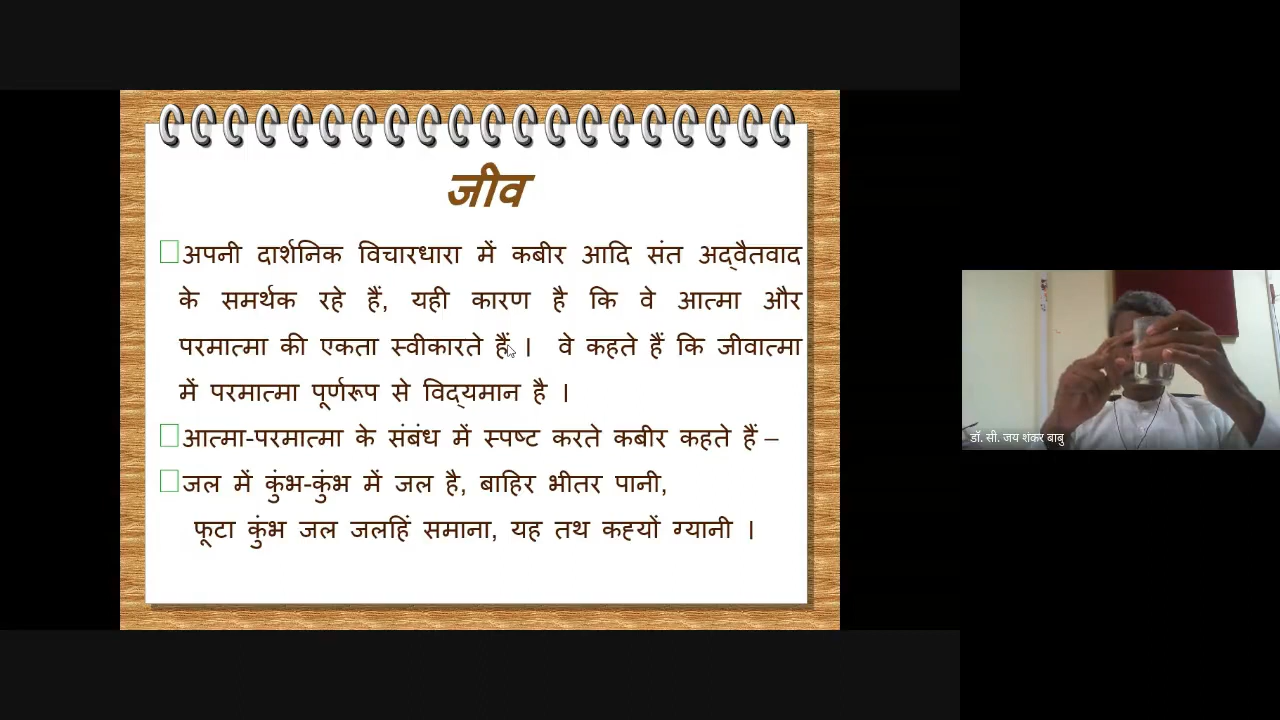 जीव
अपनी दार्शनिक विचारधारा में कबीर आदि संत अद्वैतवाद
के समर्थक रहे हैं, यही कारण है कि वे आत्मा और
परमात्मा की एकता स्वीकारते हैं । वे कहते हैं कि जीवात्मा
में परमात्मा पूर्णरूप से विद्यमान है ।
आत्मा-परमात्मा के संबंध में स्पष्ट करते कबीर कहते हैं –
जल में कुंभ-कुंभ में जल है, बाहिर भीतर पानी,
फूटा कुंभ जल जलहिं समाना, यह तथ कह्यों ग्यानी ।
डॉ. सी. जय शंकर बाबु